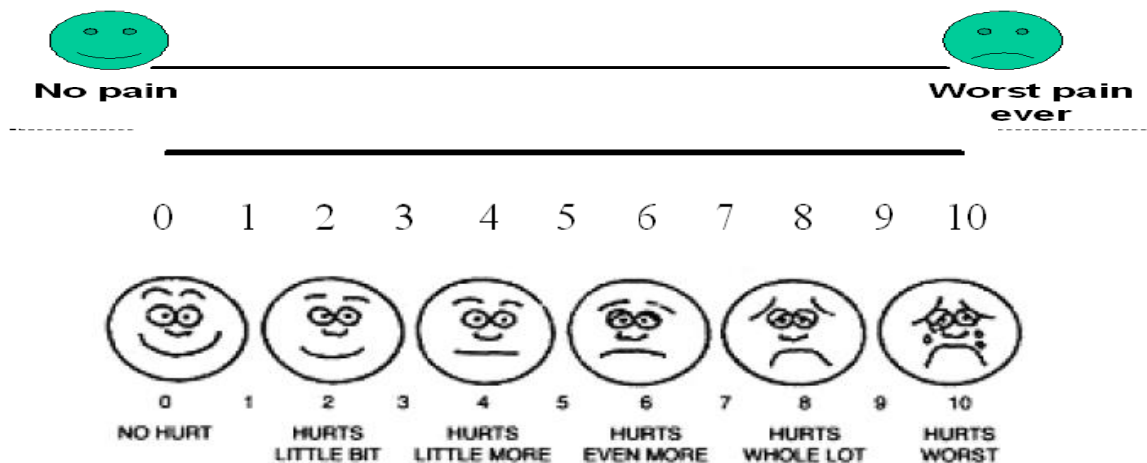 No pain
Worst pain
ever
0 1 2 3 4 5 6 7 8 9 10
0 1 2 3 4 5 6 7 8 9 10
NO HURT HURTS HURTS HURTS HURTS HURTS
LITTLE BIT LITTLE MORE EVEN MORE WHOLE LOT WORST